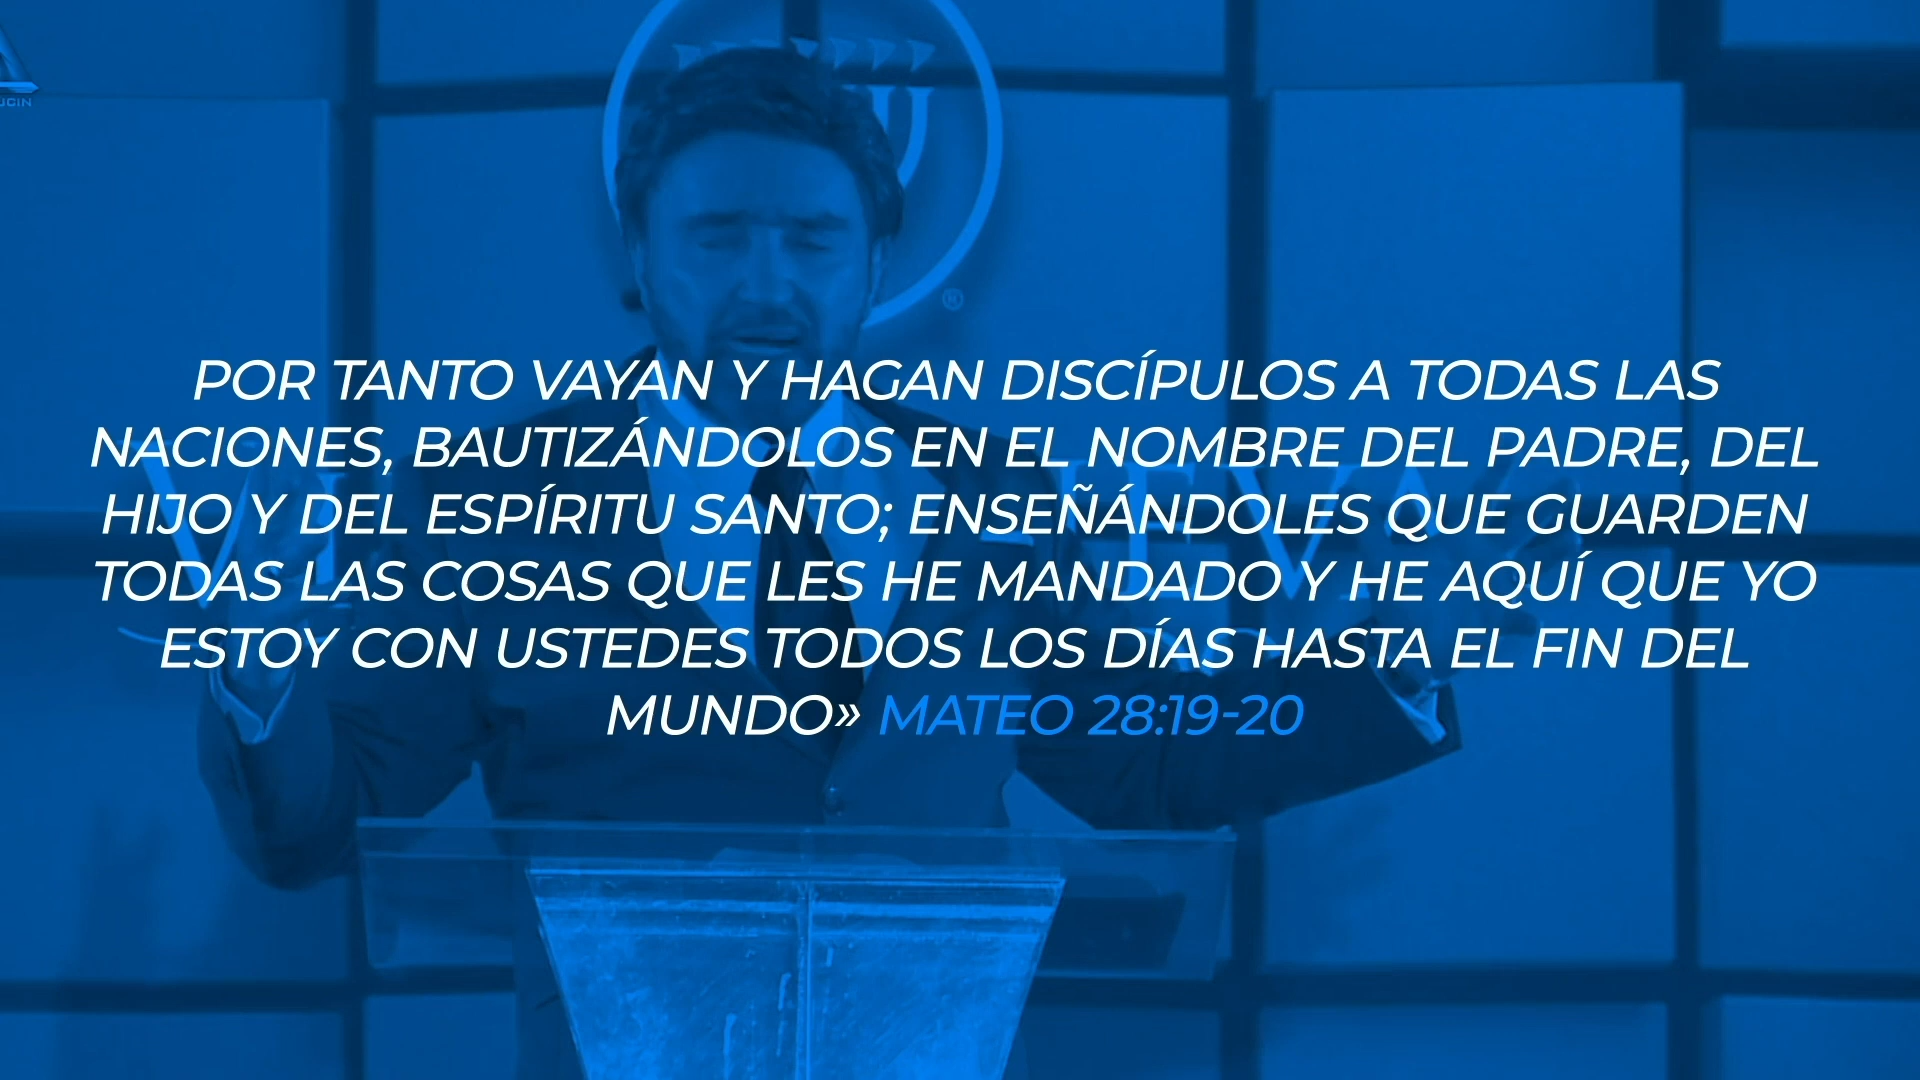 UCIN
POR TANTO VAYAN Y HAGAN DISCÍPULOS A TODAS LAS
NACIONES, BAUTIZÁNDOLOS EN EL NOMBRE DEL PADRE, DEL
HIJO Y DEL ESPÍRITU SANTO; ENSEÑÁNDOLES QUE GUARDEN
TODAS LAS COSAS QUE LES HE MANDADO Y HE AQUÍ QUE YO
ESTOY CON USTEDES TODOS LOS DÍAS HASTA EL FIN DEL
MUNDO» MATEO 28:19-20